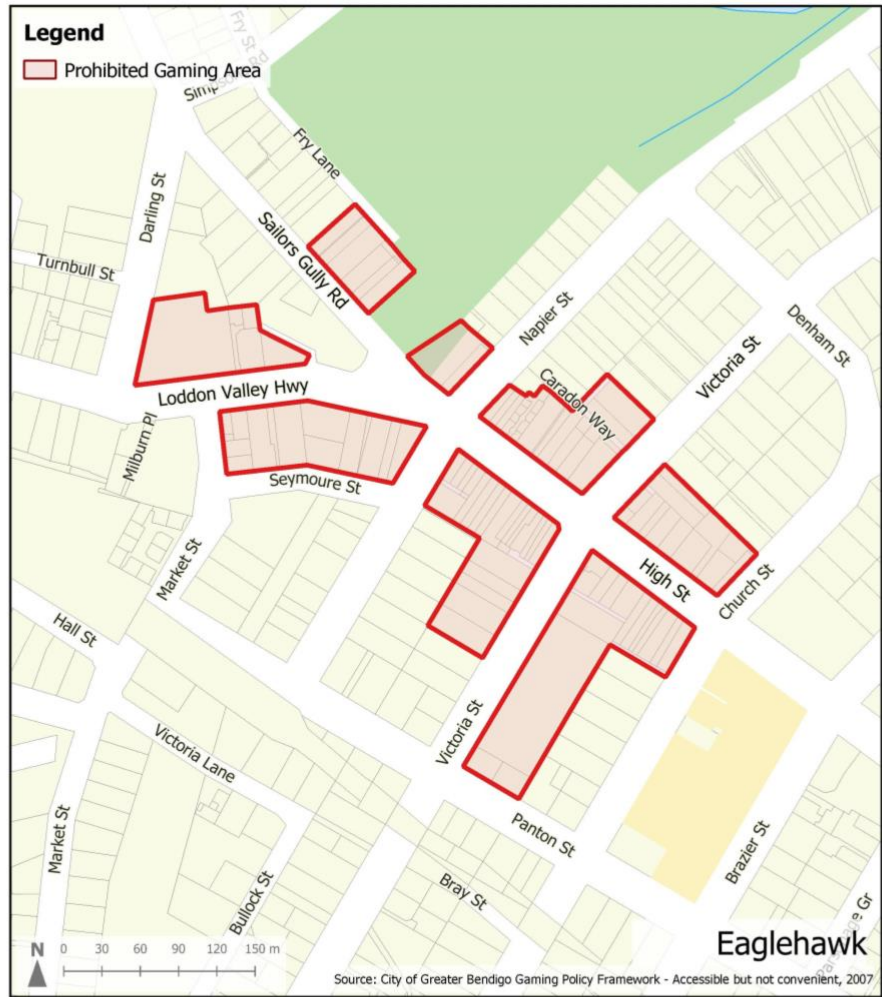 Legend
Prohibited Gaming Area
Fry St
Simpsons Rd
Fry Lane
Darling St
Sailors Gully Rd
Turnbull St
Napier St
Denham St
Victoria St
Caradon Way
Loddon Valley Hwy
Milburn Pl
Seymoure St
Market St
High St
Church St
Hall St
Victoria St
Victoria Lane
Panton St
Market St
Brazier St
Bray St
Bullock St
Eaglehawk
N
0 30 60 90 120 150 m
Source: City of Greater Bendigo Gaming Policy Framework - Accessible but not convenient, 2007